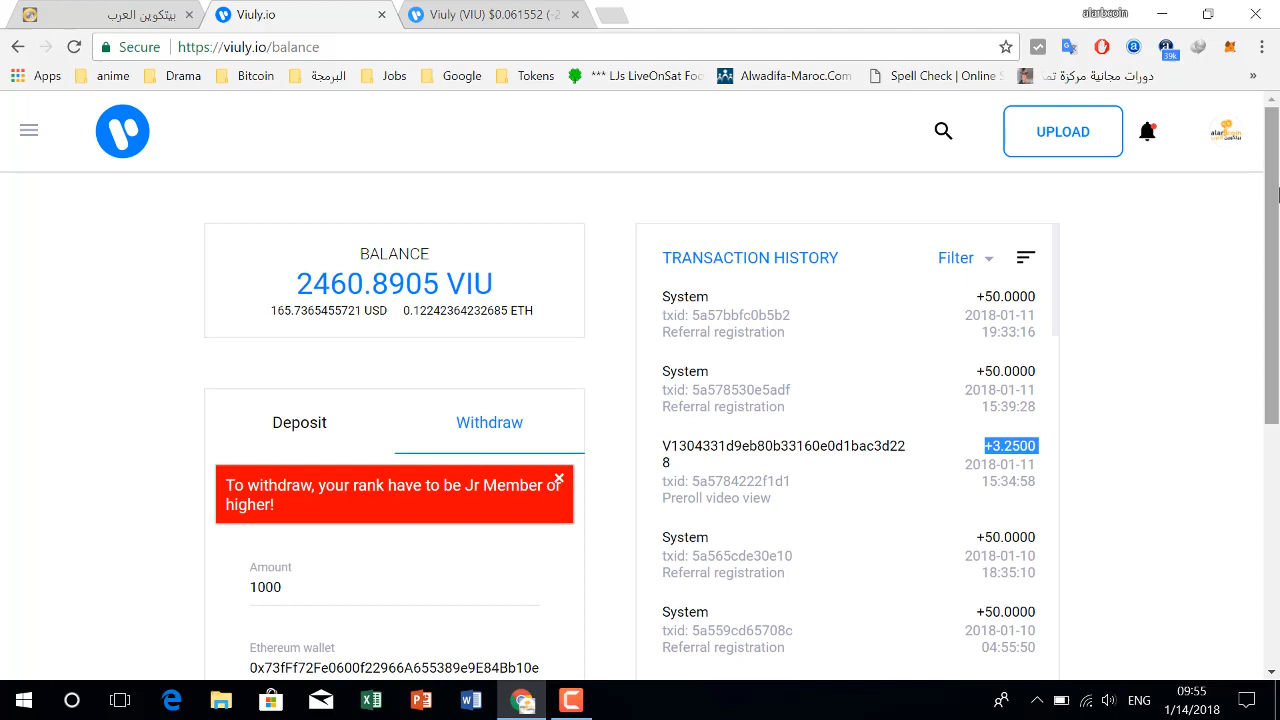 بيتكوين العرب
Viuly.io
Viuly (VIU) $0.061552 (-2
alarbcoin
Secure
https://viuly.io/balance
39k
Apps
anime
Drama
Bitcoin
البرمجة
Jobs
Google
Tokens
*** LJs LiveOnSat Foo
Alwadifa-Maroc.Com
Spell Check | Online S
دورات مجانية مركزة تما
»
UPLOAD
BALANCE
2460.8905 VIU
165.7365455721 USD 0.12242364232685 ETH
Deposit
Withdraw
To withdraw, your rank have to be Jr Member or
higher!
Amount
1000
Ethereum wallet
0x73fFf72Fe0600f22966A655389e9E84Bb10e
TRANSACTION HISTORY
Filter
System +50.0000
txid: 5a57bbfc0b5b2 2018-01-11
Referral registration 19:33:16
System +50.0000
txid: 5a578530e5adf 2018-01-11
Referral registration 15:39:28
V1304331d9eb80b33160e0d1bac3d22 +3.2500
8 2018-01-11
txid: 5a5784222f1d1 15:34:58
Preroll video view
System +50.0000
txid: 5a565cde30e10 2018-01-10
Referral registration 18:35:10
System +50.0000
txid: 5a559cd65708c 2018-01-10
Referral registration 04:55:50
ENG
09:55
1/14/2018